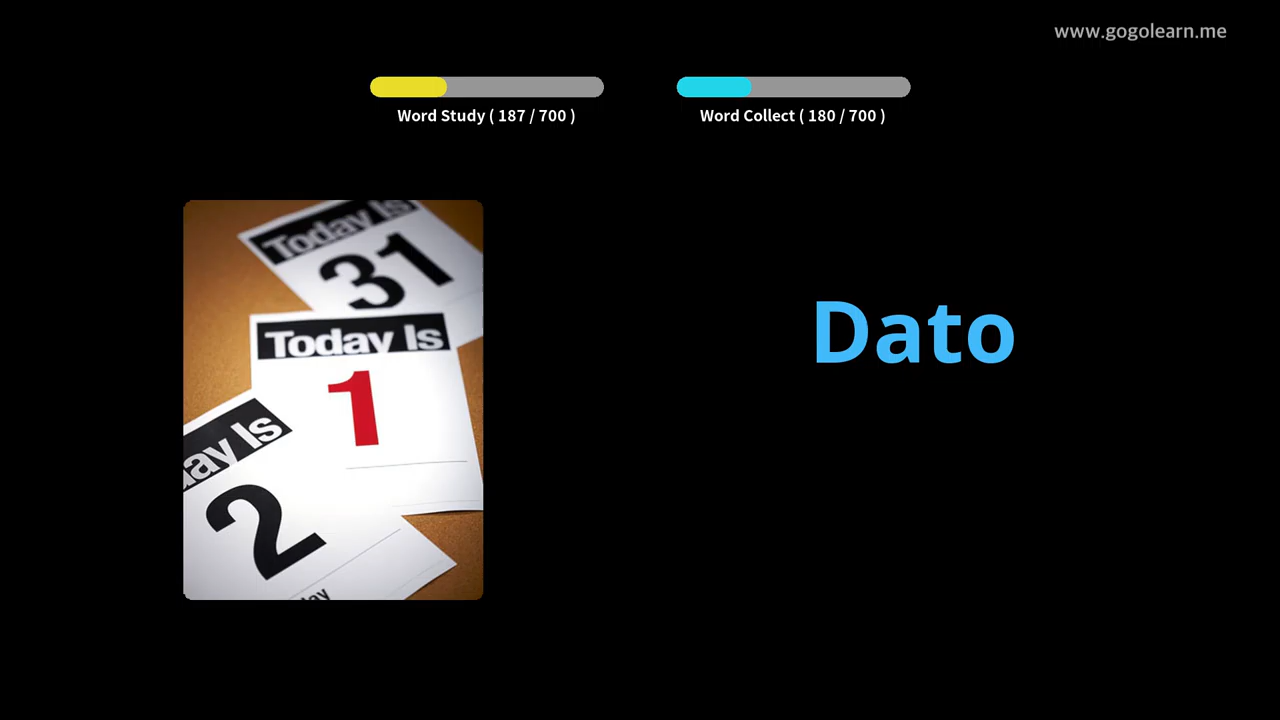 www.gogolearn.me
Word Study ( 187 / 700 )
Word Collect ( 180 / 700 )
Today Is
31
Today Is
1
ay Is
2
day
Dato